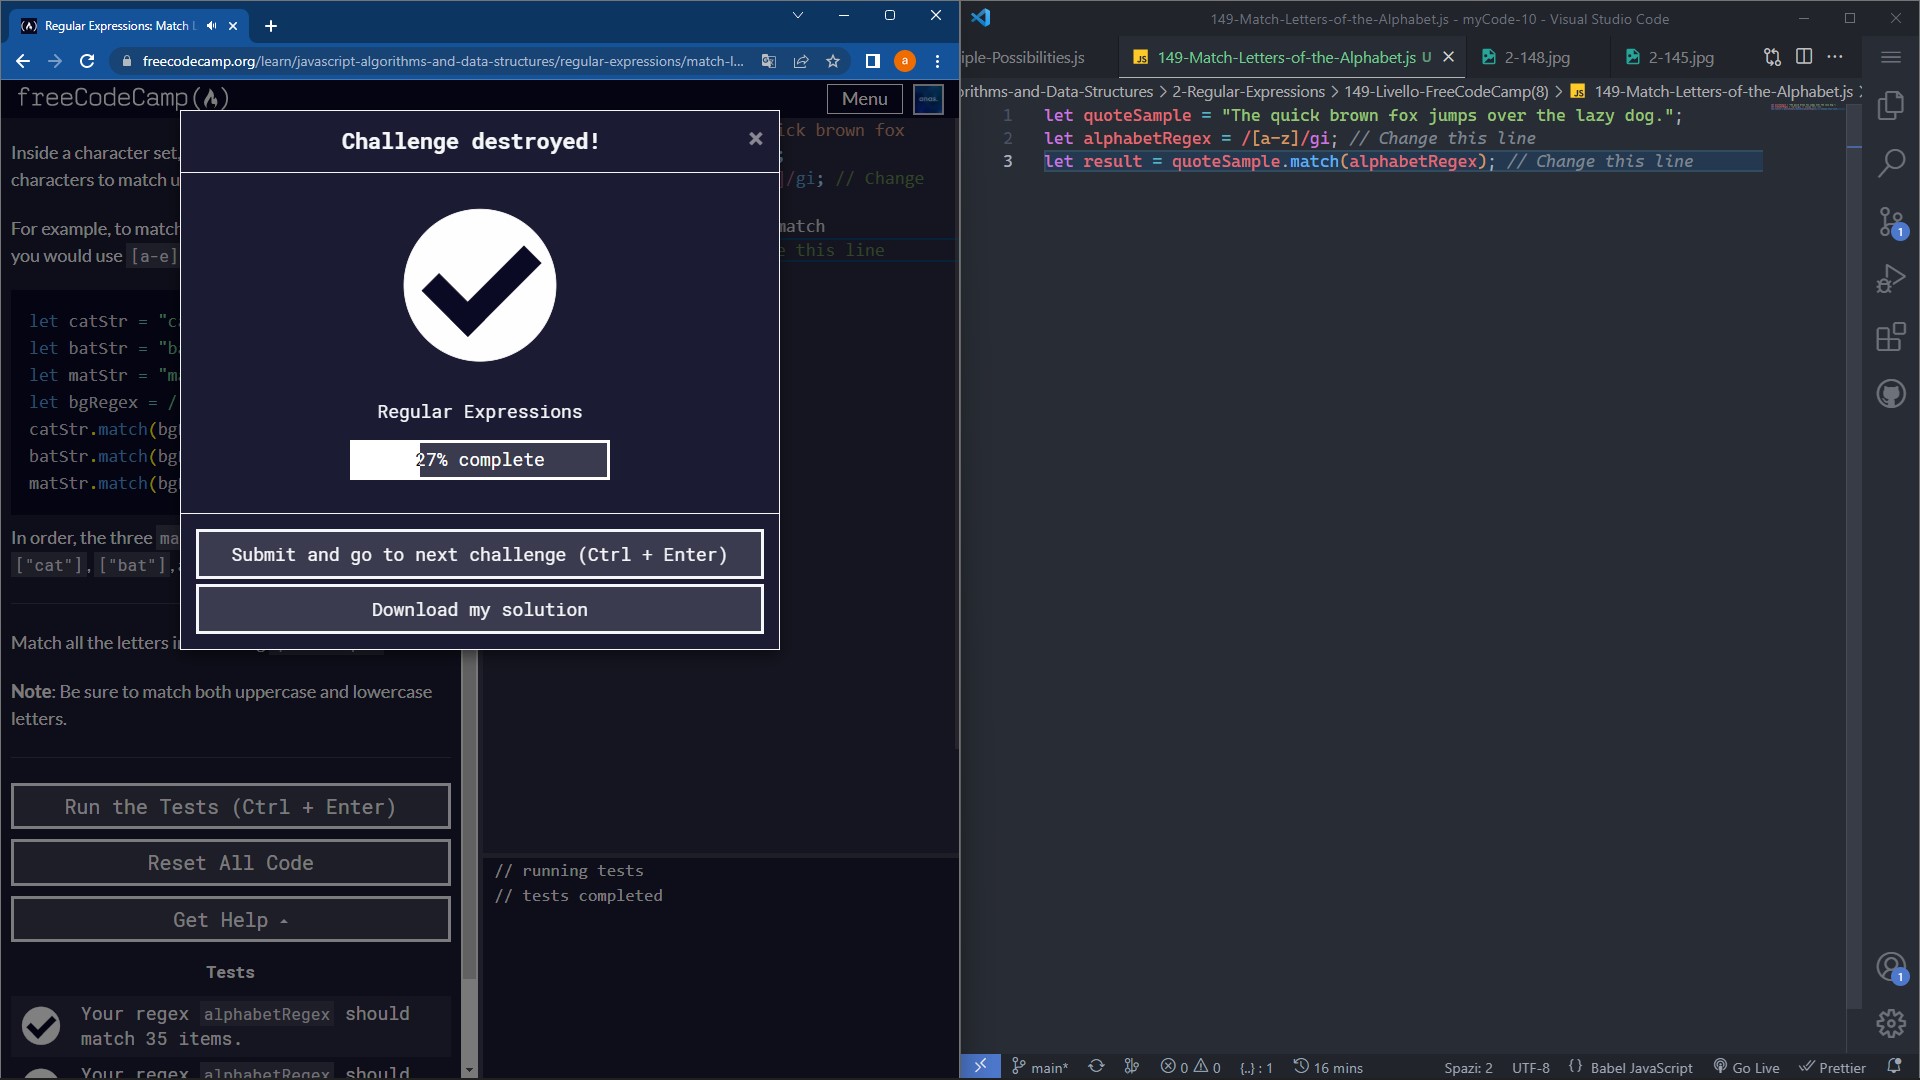 Regular Expressions: Match L
freecodecamp.org/learn/javascript-algorithms-and-data-structures/regular-expressions/match-l...
a
freeCodeCamp
Menu
Inside a character set,
characters to match u
For example, to match
you would use [a-e]
let catStr = "c
let batStr = "b
let matStr = "m
let bgRegex = /
catStr.match(bg
batStr.match(bg
matStr.match(bg
In order, the three ma
["cat"], ["bat"],
Match all the letters i
Note: Be sure to match both uppercase and lowercase
letters.
Run the Tests (Ctrl + Enter)
Reset All Code
Get Help
Tests
Your regex alphabetRegex should
match 35 items.
Your regex alphabetRegex should
ick brown fox
/gi; // Change
match
this line
// running tests
// tests completed
Challenge destroyed!
×
Regular Expressions
27% complete
Submit and go to next challenge (Ctrl + Enter)
Download my solution
149-Match-Letters-of-the-Alphabet.js - myCode-10 - Visual Studio Code
iple-Possibilities.js
JS 149-Match-Letters-of-the-Alphabet.js U
2-148.jpg
2-145.jpg
rithms-and-Data-Structures > 2-Regular-Expressions > 149-Livello-FreeCodeCamp(8) > JS 149-Match-Letters-of-the-Alphabet.js >
1 let quoteSample = "The quick brown fox jumps over the lazy dog.";
2 let alphabetRegex = /[a-z]/gi; // Change this line
3 let result = quoteSample.match(alphabetRegex); // Change this line
1
1
main* 0 0 {..} : 1 16 mins Spazi: 2 UTF-8 {} Babel JavaScript Go Live Prettier